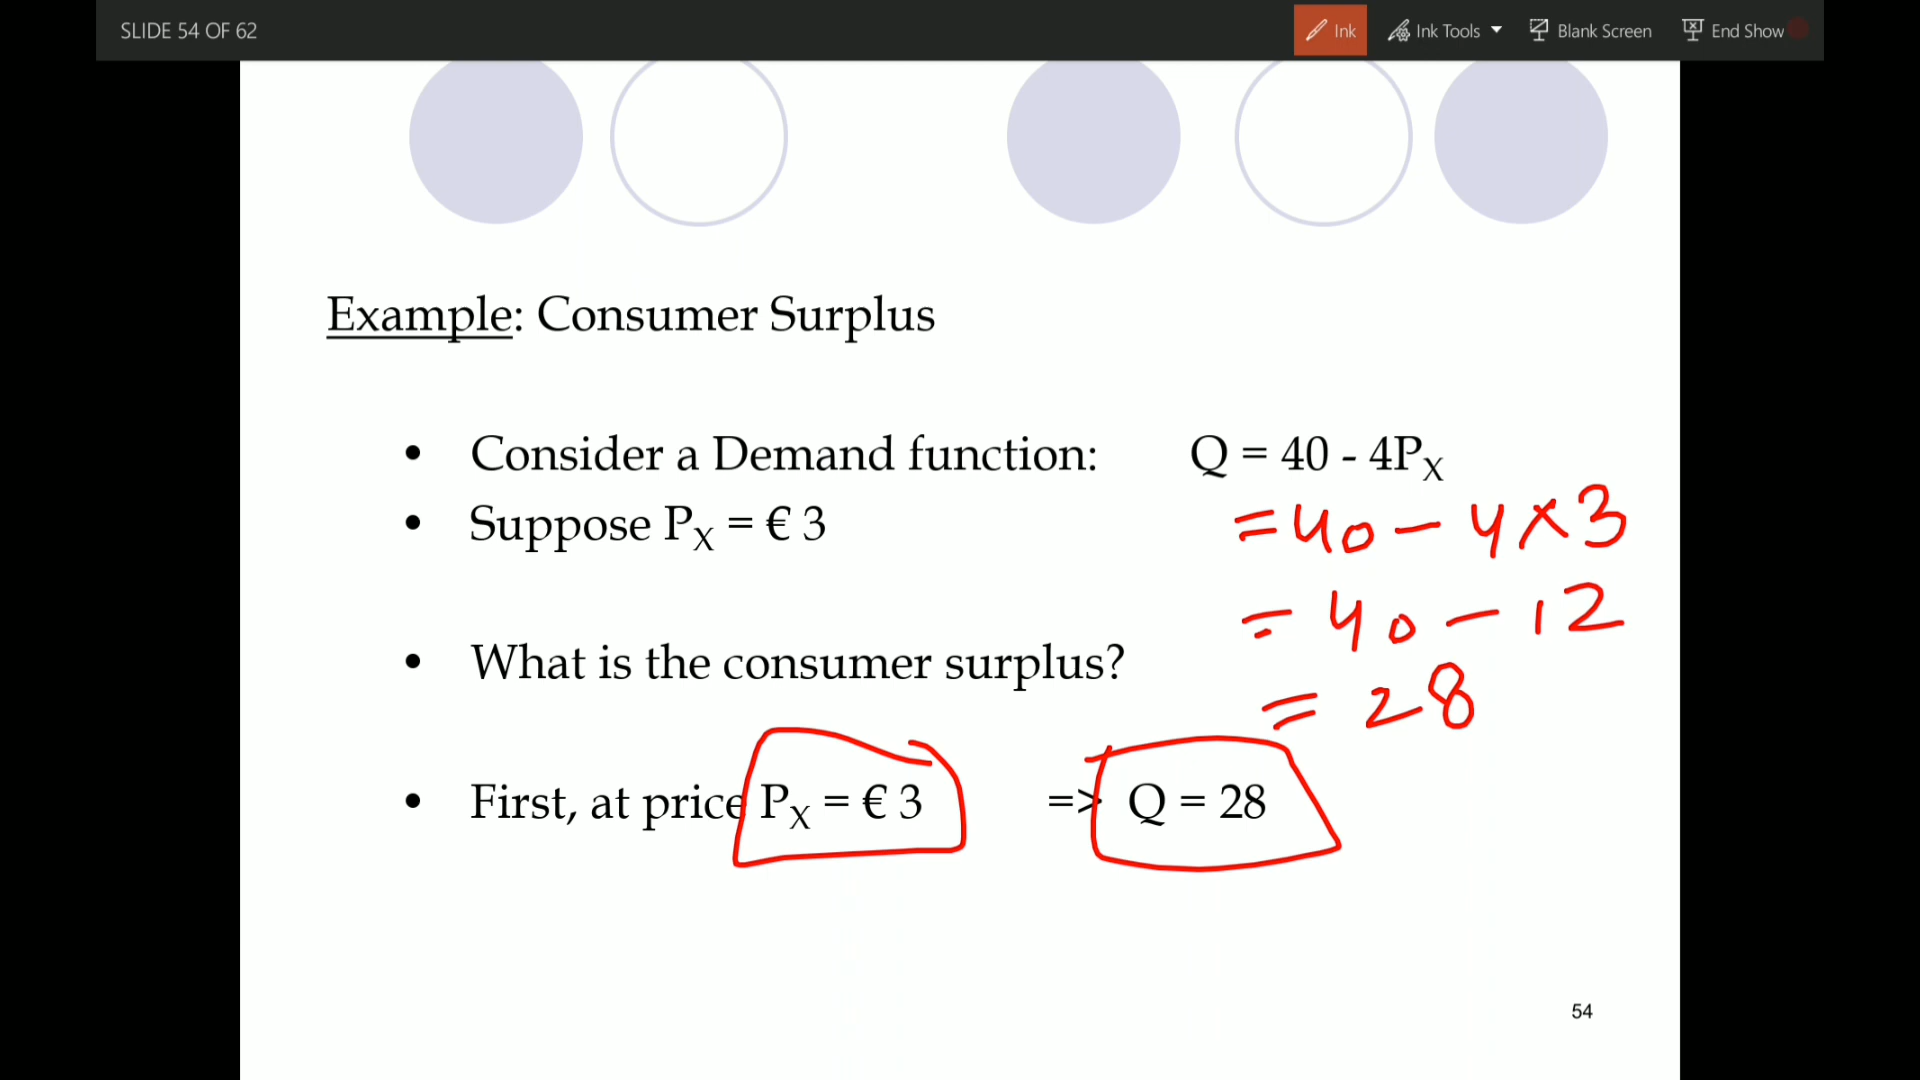 SLIDE 54 OF 62 Ink Ink Tools Blank Screen End Show
Example: Consumer Surplus
• Consider a Demand function: Q = 40 - 4PX
• Suppose PX = € 3
= 40 - 4 × 3
= 40 - 12
• What is the consumer surplus?
= 28
• First, at price PX = € 3 => Q = 28
54